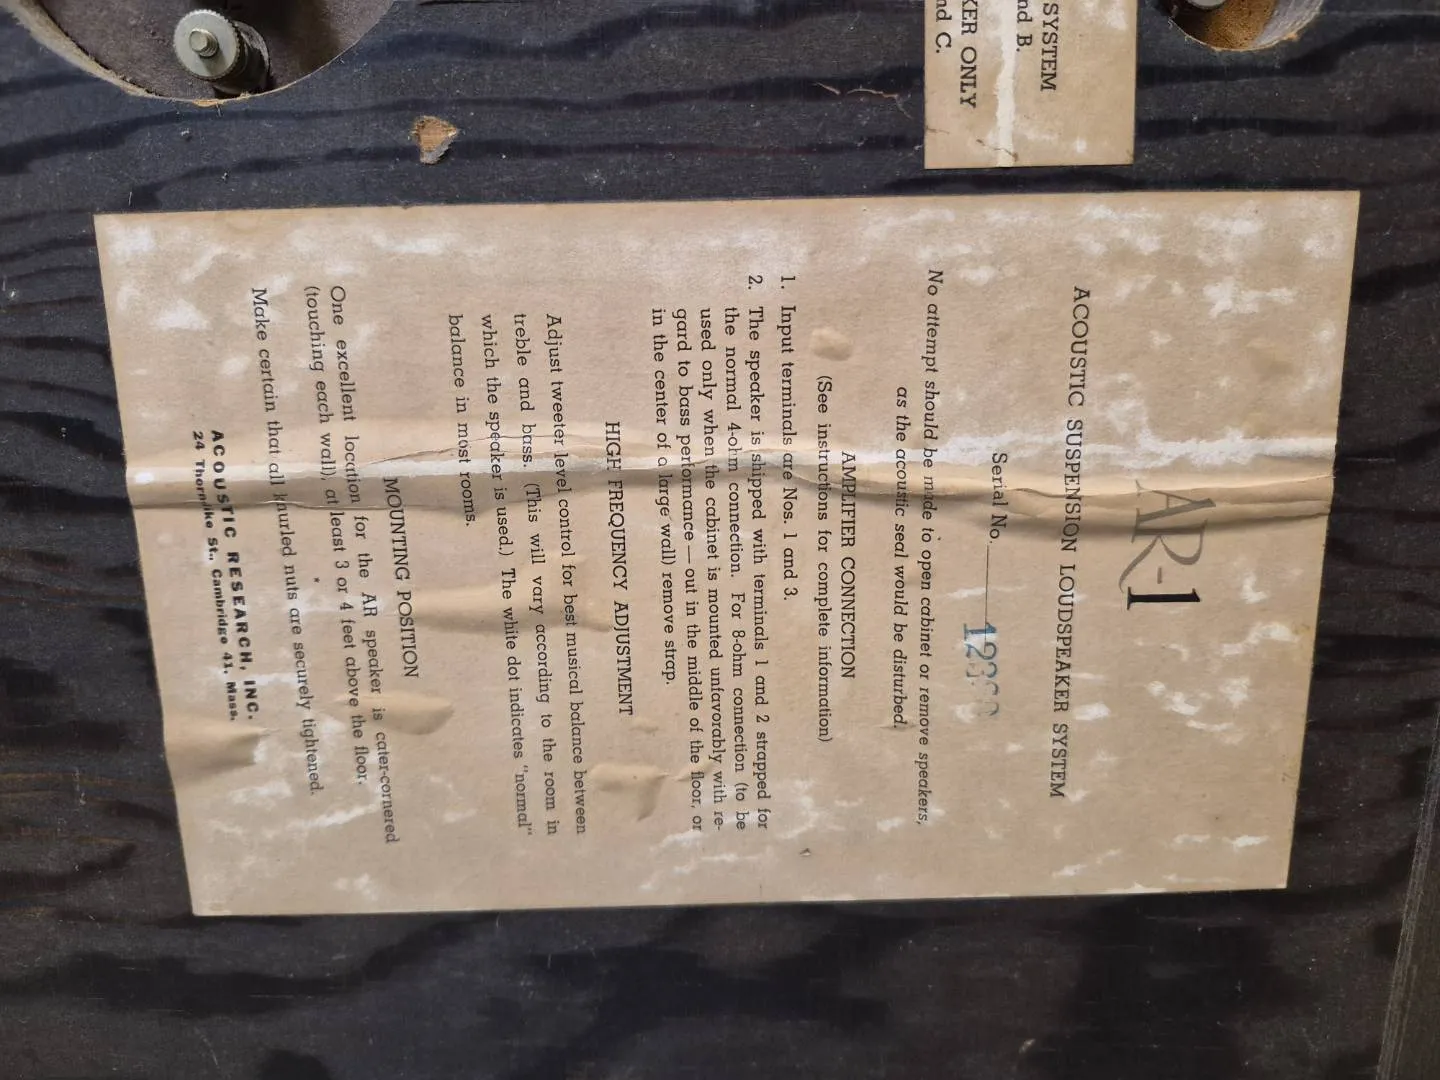 SYSTEM
nd B.
KER ONLY
nd C.
AR-1
ACOUSTIC SUSPENSION LOUDSPEAKER SYSTEM
Serial No.
No attempt should be made to open cabinet or remove speakers,
as the acoustic seal would be disturbed.
AMPLIFIER CONNECTION
(See instructions for complete information)
1. Input terminals are Nos. 1 and 3.
2. The speaker is shipped with terminals 1 and 2 strapped for
the normal 4-ohm connection. For 8-ohm connection (to be
used only when the cabinet is mounted unfavorably with re-
gard to bass performance—out in the middle of the floor, or
in the center of a large wall) remove strap.
HIGH FREQUENCY ADJUSTMENT
Adjust tweeter level control for best musical balance between
treble and bass. (This will vary according to the room in
which the speaker is used.) The white dot indicates "normal"
balance in most rooms.
MOUNTING POSITION
One excellent location for the AR speaker is cater-cornered
(touching each wall), at least 3 or 4 feet above the floor.
Make certain that all knurled nuts are securely tightened.
ACOUSTIC RESEARCH, INC.
24 Thorndike St., Cambridge 41, Mass.